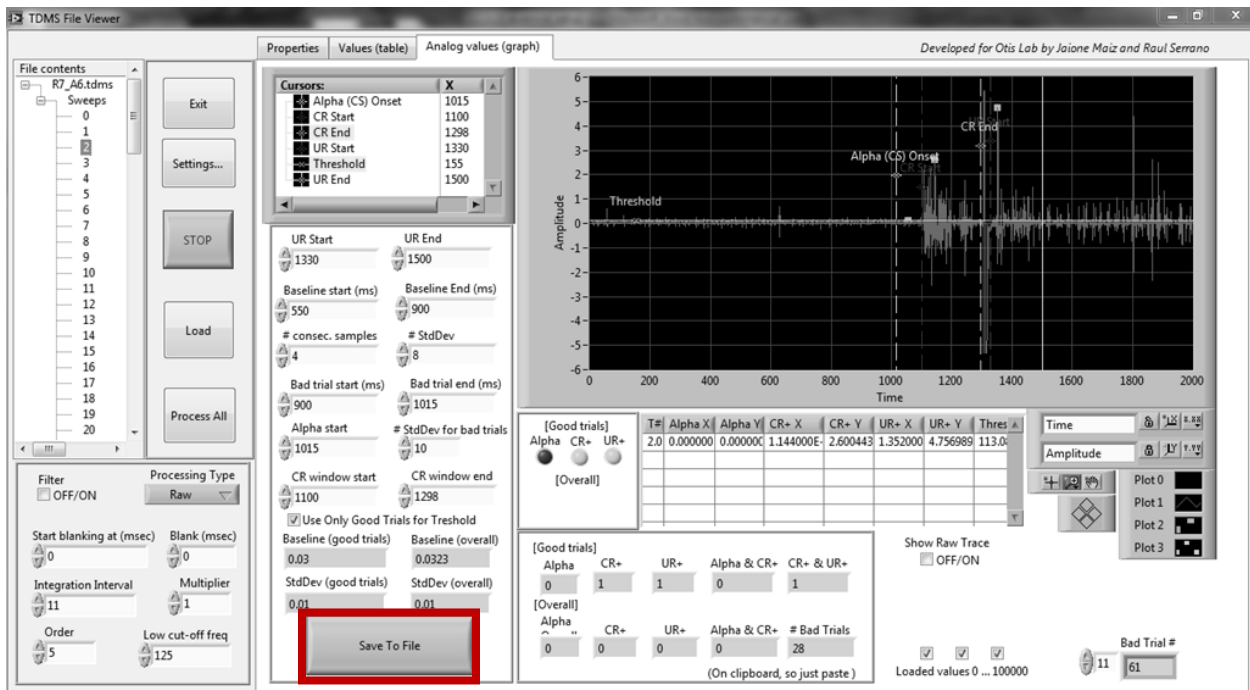 TDMS File Viewer
Properties Values (table) Analog values (graph)
Developed for Otis Lab by Jaione Maiz and Raul Serrano
File contents
R7_A6.tdms
Sweeps
0
1
2
3
4
5
6
7
8
9
10
11
12
13
14
15
16
17
18
19
20
Exit
Settings...
STOP
Load
Process All
Cursors: X
Alpha (CS) Onset 1015
CR Start 1100
CR End 1298
UR Start 1330
Threshold 155
UR End 1500
UR Start UR End
1330 1500
Baseline start (ms) Baseline End (ms)
550 900
# consec. samples # StdDev
4 8
Bad trial start (ms) Bad trial end (ms)
900 1015
Alpha start # StdDev for bad trials
1015 10
CR window start CR window end
1100 1298
Use Only Good Trials for Treshold
Baseline (good trials) Baseline (overall)
0.03 0.0323
StdDev (good trials) StdDev (overall)
0.01 0.01
Save To File
Filter Processing Type
OFF/ON Raw
Start blanking at (msec) Blank (msec)
0 0
Integration Interval Multiplier
11 1
Order Low cut-off freq
5 125
Amplitude
6
5
4
3
2
1
0
-1
-2
-3
-4
-5
-6
Threshold
Alpha (CS) Onset
CR Start
CR End
0 200 400 600 800 1000 1200 1400 1600 1800 2000
Time
[Good trials]
Alpha CR+ UR+
[Overall]
T# Alpha X Alpha Y CR+ X CR+ Y UR+ X UR+ Y Thres
2.0 0.000000 0.00000C 1.144000E- 2.600443 1.352000 4.756989 113.0
Time
Amplitude
Plot 0
Plot 1
Plot 2
Plot 3
Show Raw Trace
OFF/ON
[Good trials]
Alpha CR+ UR+ Alpha & CR+ CR+ & UR+
0 1 1 0 1
[Overall]
Alpha CR+ UR+ Alpha & CR+ # Bad Trials
0 0 0 0 28
(On clipboard, so just paste )
Loaded values 0 ... 100000
Bad Trial #
11 61